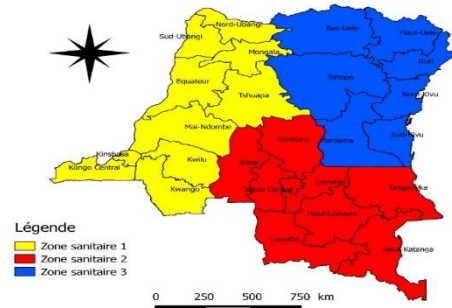 Nord-Ubangi
Bas-Uele
Haut-Uele
Sud-Ubangi
Mongala
Ituri
Equateur
Tshopo
Tshuapa
Nord-Kivu
Mai-Ndombe
Sankuru
Maniema
Sud-Kivu
Kinshasa
Kwilu
Kasai
Kongo Central
Lomami
Tanganyika
Kwango
Kasai Central
Haut-Lomami
Lualaba
Haut-Katanga
Légende
Zone sanitaire 1
Zone sanitaire 2
Zone sanitaire 3
0 250 500 750 km